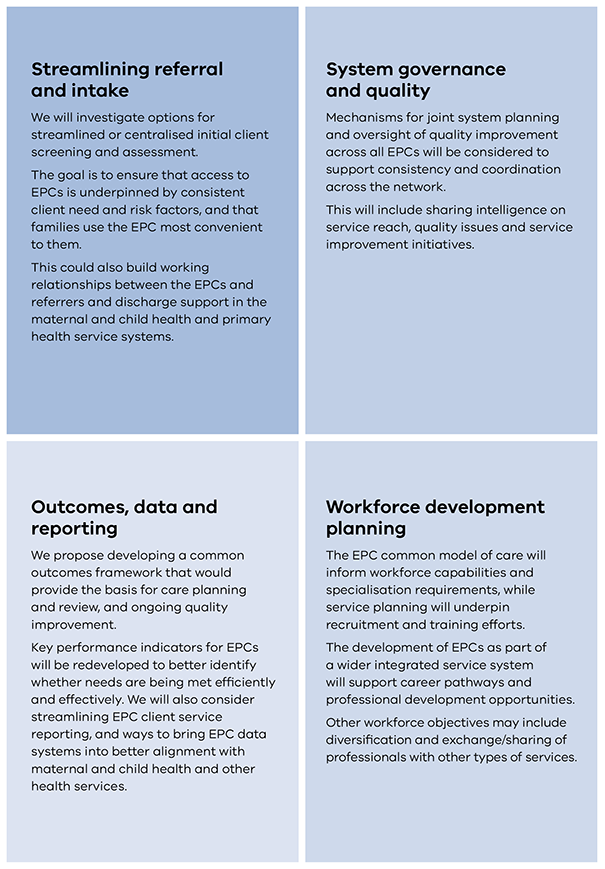 Streamlining referral
and intake
We will investigate options for
streamlined or centralised initial client
screening and assessment.
The goal is to ensure that access to
EPCs is underpinned by consistent
client need and risk factors, and that
families use the EPC most convenient
to them.
This could also build working
relationships between the EPCs and
referrers and discharge support in the
maternal and child health and primary
health service systems.
System governance
and quality
Mechanisms for joint system planning
and oversight of quality improvement
across all EPCs will be considered to
support consistency and coordination
across the network.
This will include sharing intelligence on
service reach, quality issues and service
improvement initiatives.
Outcomes, data and
reporting
We propose developing a common
outcomes framework that would
provide the basis for care planning
and review, and ongoing quality
improvement.
Key performance indicators for EPCs
will be redeveloped to better identify
whether needs are being met efficiently
and effectively. We will also consider
streamlining EPC client service
reporting, and ways to bring EPC data
systems into better alignment with
maternal and child health and other
health services.
Workforce development
planning
The EPC common model of care will
inform workforce capabilities and
specialisation requirements, while
service planning will underpin
recruitment and training efforts.
The development of EPCs as part of
a wider integrated service system
will support career pathways and
professional development opportunities.
Other workforce objectives may include
diversification and exchange/sharing of
professionals with other types of services.